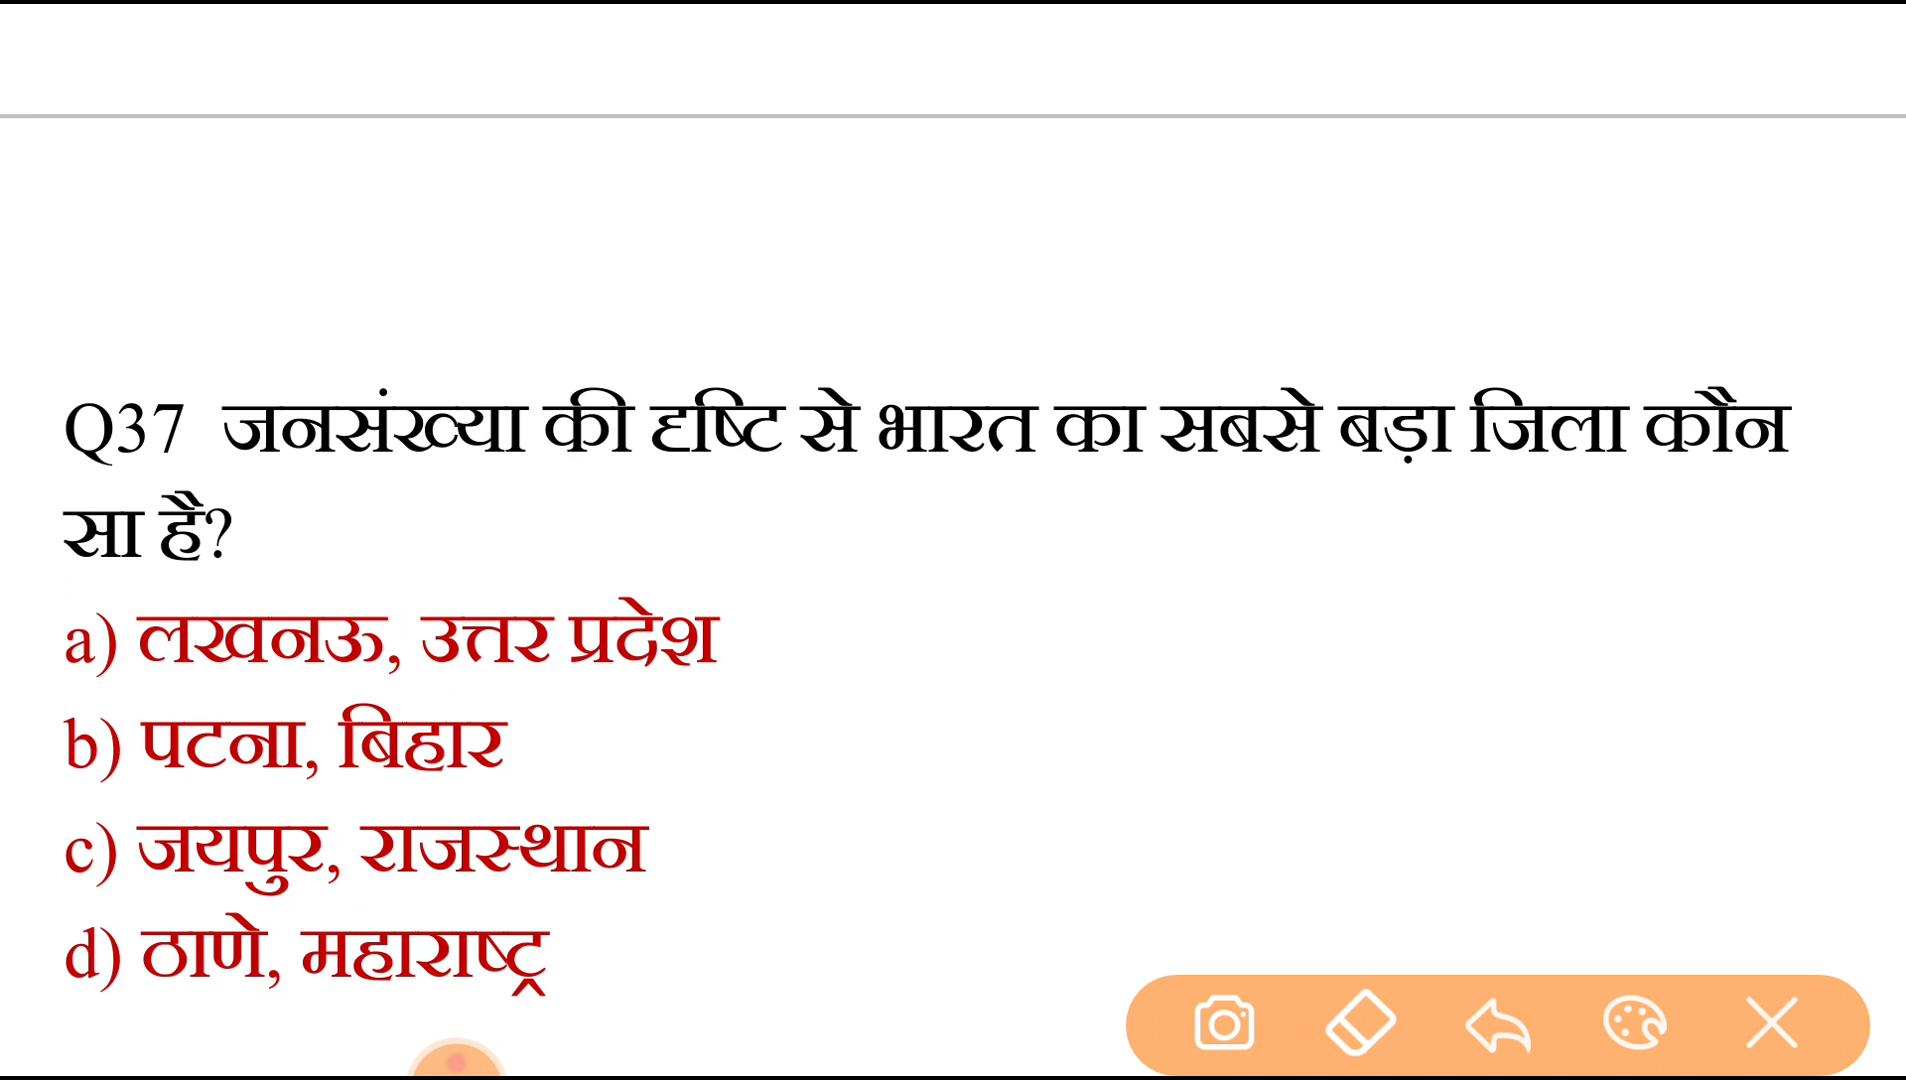 Q37 जनसंख्या की दृष्टि से भारत का सबसे बड़ा जिला कौन
सा है?
a) लखनऊ, उत्तर प्रदेश
b) पटना, बिहार
c) जयपुर, राजस्थान
d) ठाणे, महाराष्ट्र